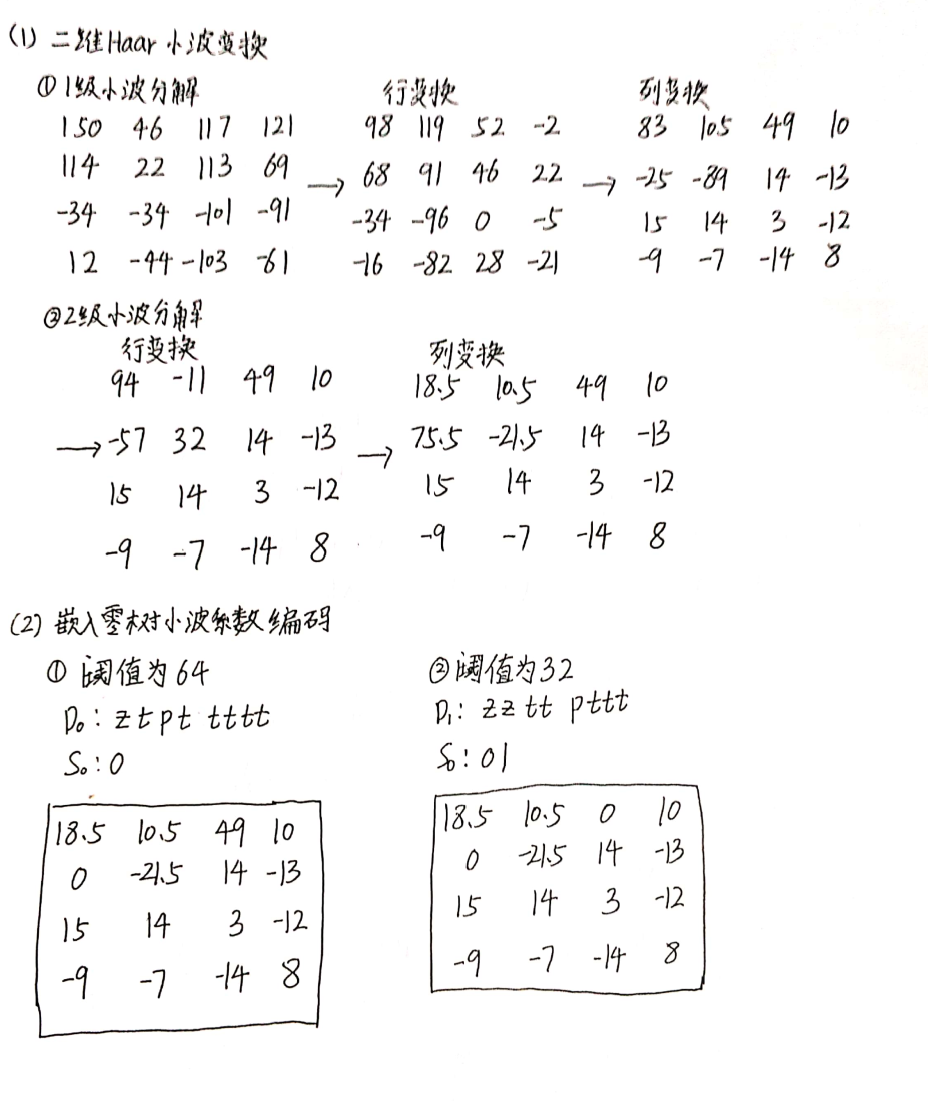 (1) 二维Haar小波变换
①1级小波分解 行变换 列变换
150 46 117 121 98 119 52 -2 83 105 49 10
114 22 113 69 → 68 91 46 22 → -25 -89 14 -13
-34 -34 -101 -91 -34 -96 0 -5 15 14 3 -12
12 -44 -103 -61 -16 -82 28 -21 -9 -7 -14 8
②2级小波分解
行变换 列变换
94 -11 49 10 18.5 10.5 49 10
→ -57 32 14 -13 → 75.5 -21.5 14 -13
15 14 3 -12 15 14 3 -12
-9 -7 -14 8 -9 -7 -14 8
(2) 嵌入零树小波系数编码
① 阈值为64 ②阈值为32
D₀: ztpt tttt D₁: zztt pttt
S₀: 0 S₀: 01
18.5 10.5 49 10 18.5 10.5 0 10
0 -21.5 14 -13 0 -21.5 14 -13
15 14 3 -12 15 14 3 -12
-9 -7 -14 8 -9 -7 -14 8